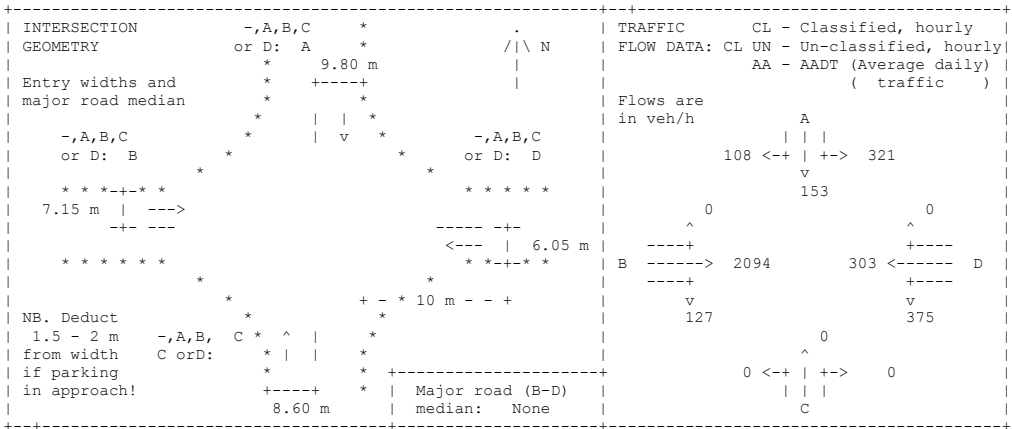 +--------------------------------------------------------------------+--+-------------------------------------------+
| INTERSECTION            -,A,B,C      *              .              | TRAFFIC      CL - Classified, hourly    |
| GEOMETRY               or D:  A      *             /|\ N           | FLOW DATA: CL UN - Un-classified, hourly|
|                            *      9.80 m            |              |               AA - AADT (Average daily) |
| Entry widths and           *     +----+             |              |                          (  traffic   ) |
| major road median         *          *                             | Flows are
|                          *     | |  *                              | in veh/h           A
|    -,A,B,C             *       | v    *          -,A,B,C           |                  | | |
|    or D:  B          *                  *       or D:  D           |           108 <-+ | +->  321
|                   *                        *                       |                    v
|    * * *-+-* *                                 * * * * *           |                    153
|  7.15 m  |  --->                                                   |         0                      0
|         -+- ---                              ----- -+-             |         ^                      ^
|                                               <---  |  6.05 m |   ----+                     +----
|    * * * * * *                                  * *-+-* *   | B  ------>  2094     303 <------  D |
|                   *                        *                |   ----+                     +----
|                      *             + - * 10 m - - +         |       v                     v
| NB. Deduct             *              *                     |       127                   375
|  1.5 - 2 m   -,A,B,  C *  ^  |     *                        |                     0
| from width   C orD:      * |  |    *                        |                    ^
| if parking               *         *  +---------------------+            0 <-+ | +->    0
| in approach!             +----+    *  | Major road (B-D)    |                | | |
|                           8.60 m      | median:   None      |                  C
+--+------------------------------------+---------------------+-------------------------------------------+